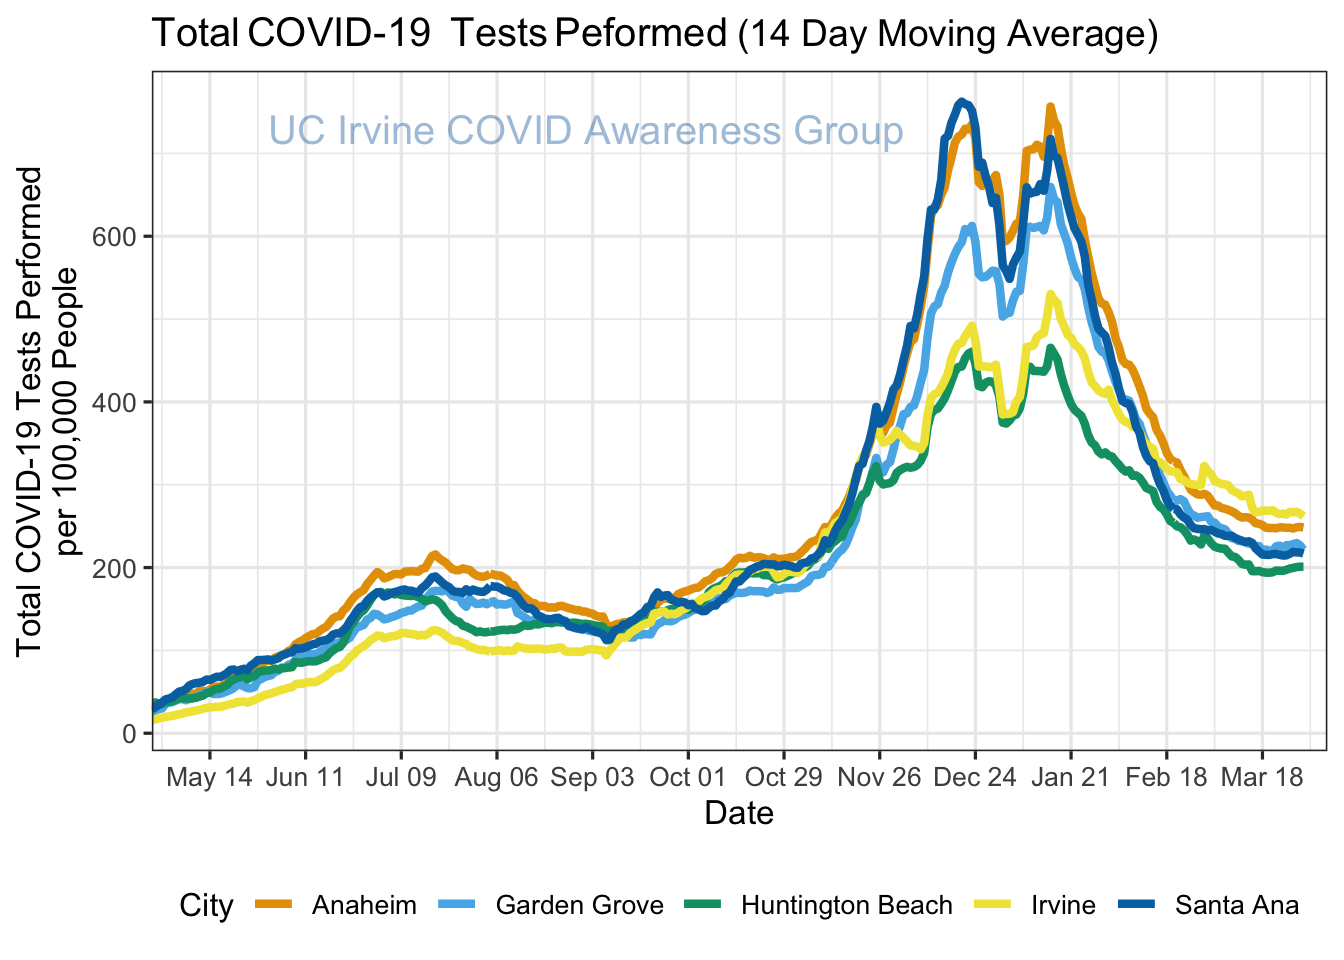 Total COVID-19  Tests Peformed (14 Day Moving Average)
UC Irvine COVID Awareness Group
Total COVID-19 Tests Performed
per 100,000 People
600
400
200
0
May 14 Jun 11 Jul 09 Aug 06 Sep 03 Oct 01 Oct 29 Nov 26 Dec 24 Jan 21 Feb 18 Mar 18
Date
City Anaheim Garden Grove Huntington Beach Irvine Santa Ana